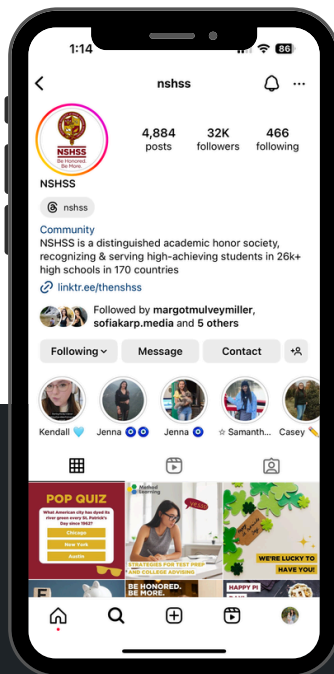 1:14
86
nshss
NSHSS
Be Honored.
Be More.
4,884
posts
32K
followers
466
following
NSHSS
nshss
Community
NSHSS is a distinguished academic honor society,
recognizing & serving high-achieving students in 26k+
high schools in 170 countries
linktr.ee/thenshss
Followed by margotmulveymiller,
sofiakarp.media and 5 others
Following
Message
Contact
Kendall 🩵
Jenna 🧿🧿
Jenna 🧿
☆ Samanth...
Casey ✏️
POP QUIZ
What American city has dyed its
river green every St. Patrick's
Day since 1962?
Chicago
New York
Austin
Method
Learning
STRATEGIES FOR TEST PREP
AND COLLEGE ADVISING
WE'RE LUCKY TO
HAVE YOU!
BE HONORED.
BE MORE.
HAPPY PI